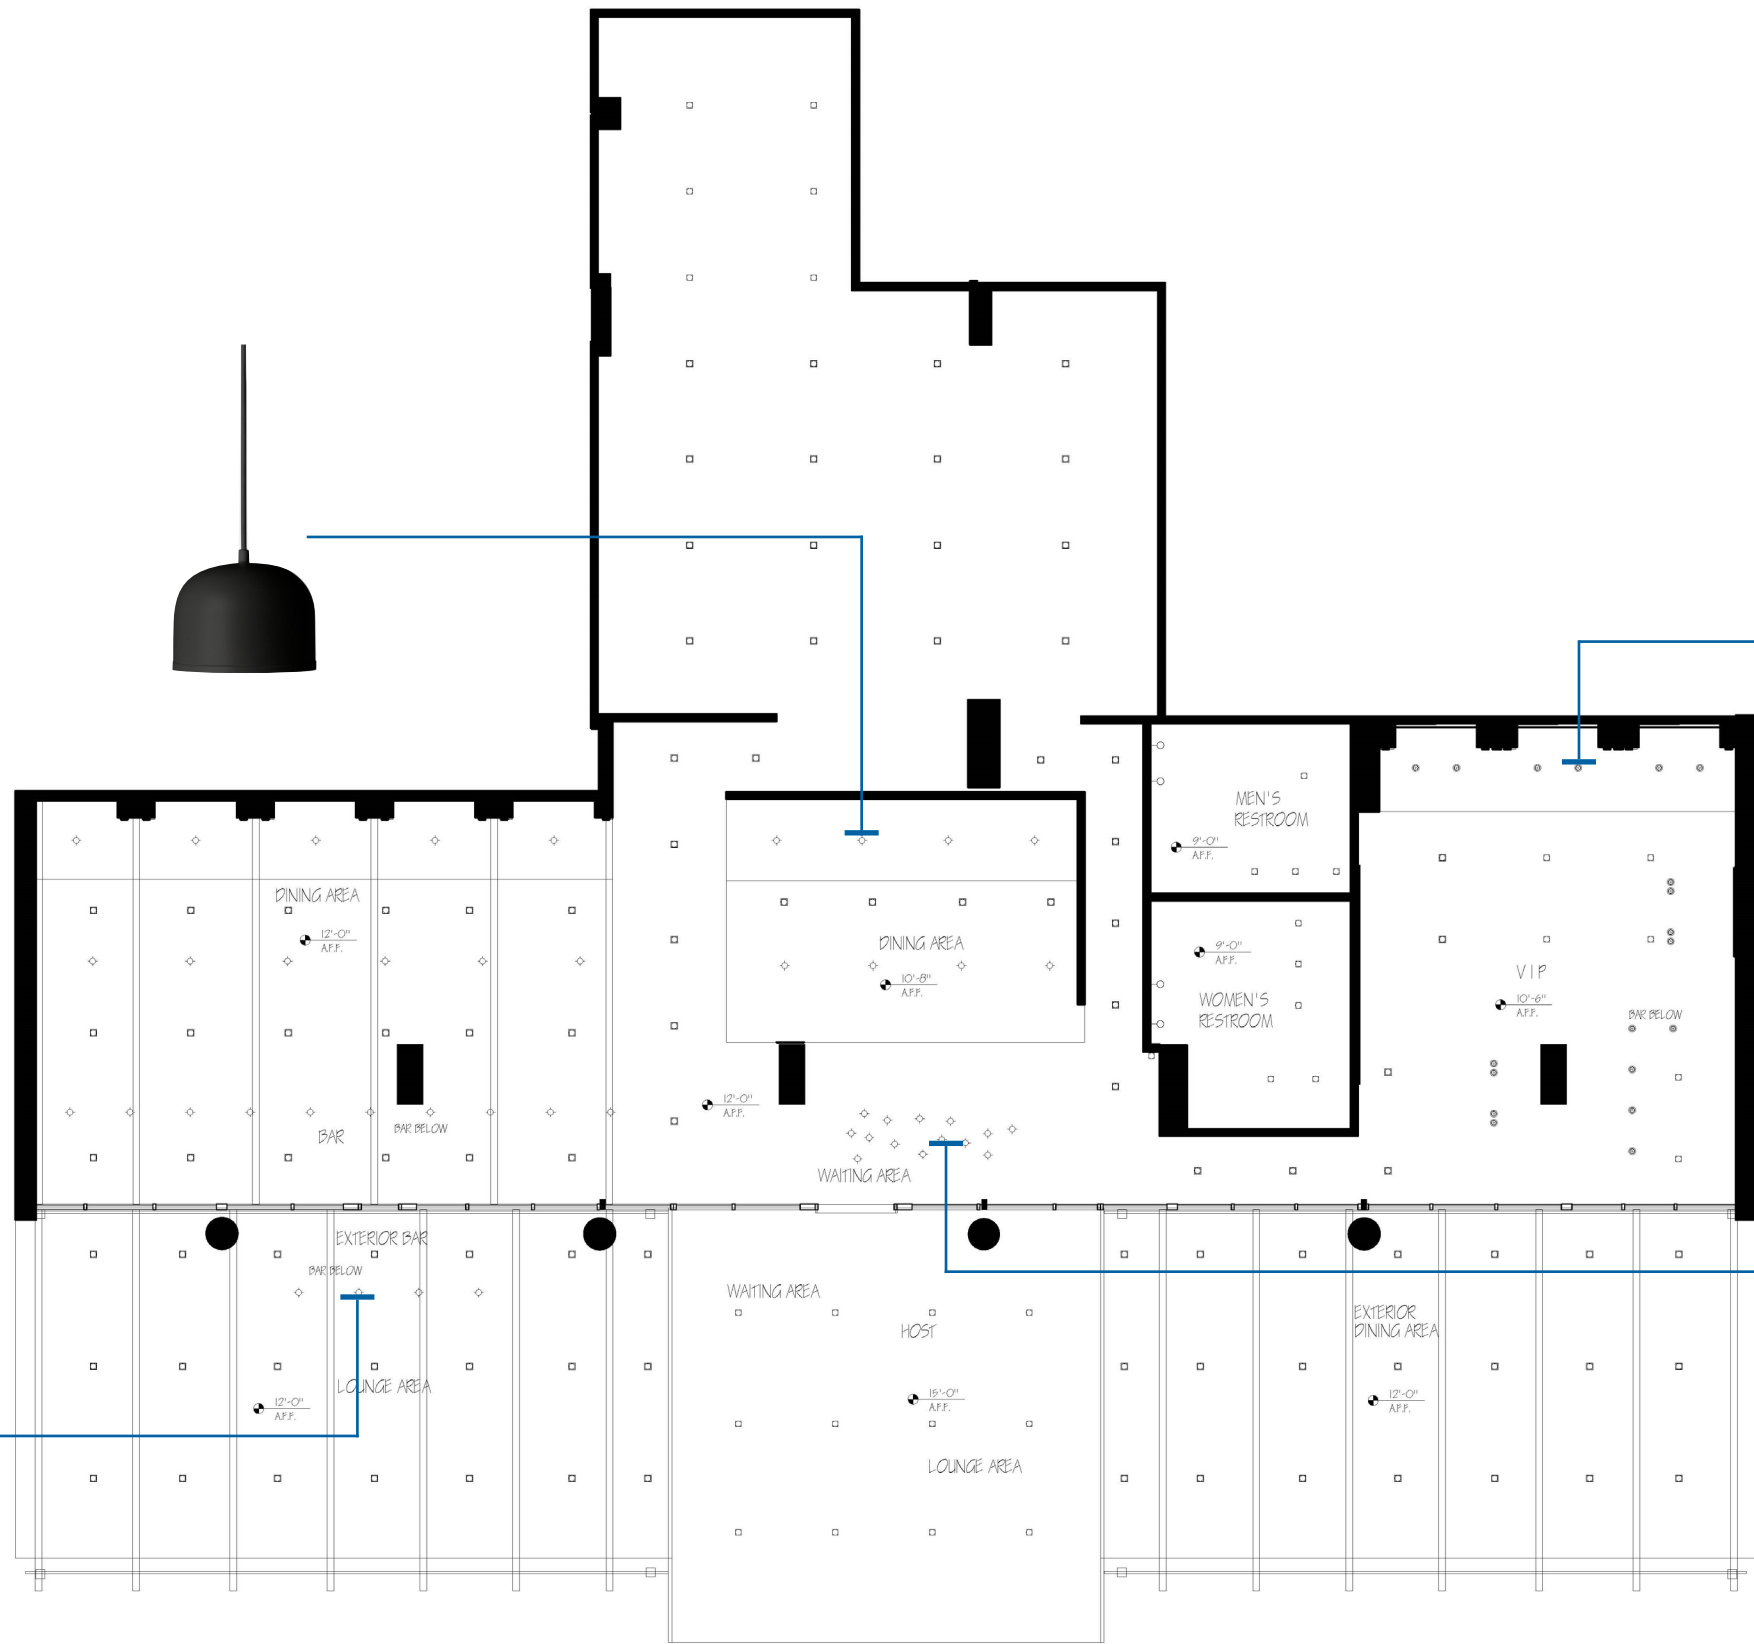 MEN'S
RESTROOM
9'-0"
A.F.F.
DINING AREA
12'-0"
A.F.F.
DINING AREA
10'-8"
A.F.F.
9'-0"
A.F.F.
WOMEN'S
RESTROOM
VIP
10'-6"
A.F.F.
BAR BELOW
12'-0"
A.F.F.
BAR
BAR BELOW
WAITING AREA
EXTERIOR BAR
BAR BELOW
LOUNGE AREA
12'-0"
A.F.F.
WAITING AREA
HOST
15'-0"
A.F.F.
LOUNGE AREA
EXTERIOR
DINING AREA
12'-0"
A.F.F.